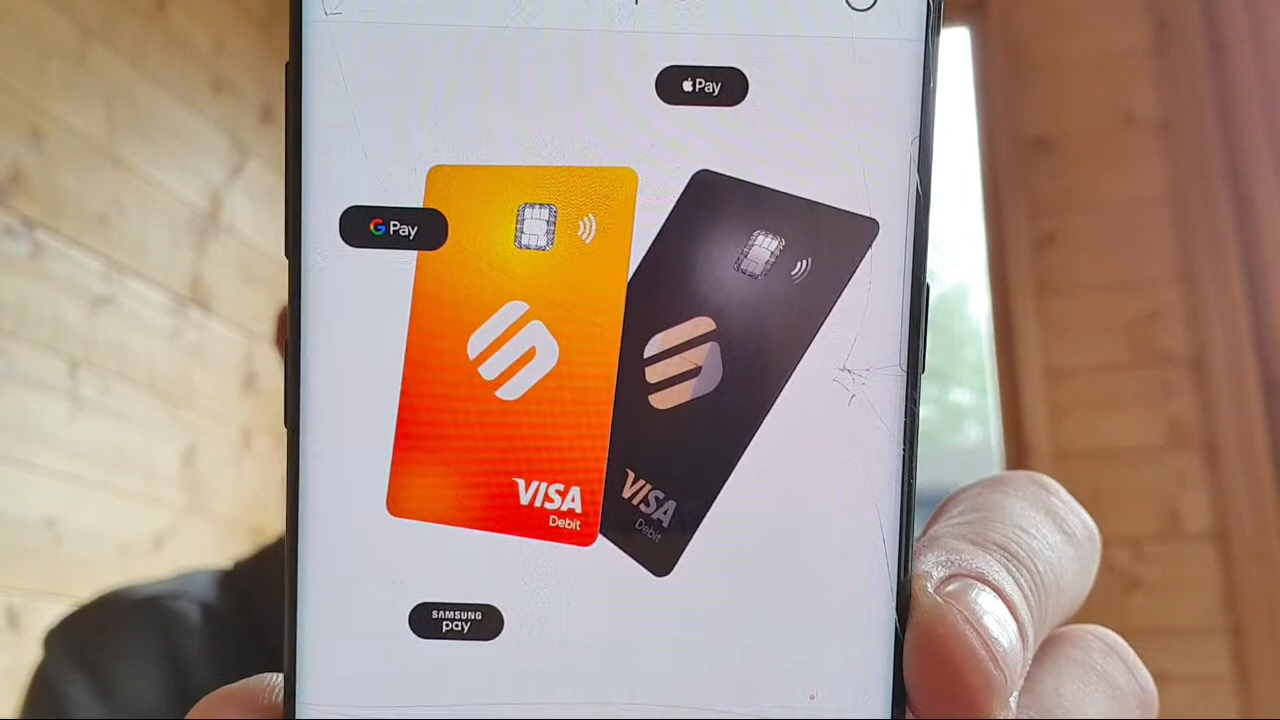 Pay
G Pay
VISA
Debit
VISA
Debit
SAMSUNG
pay